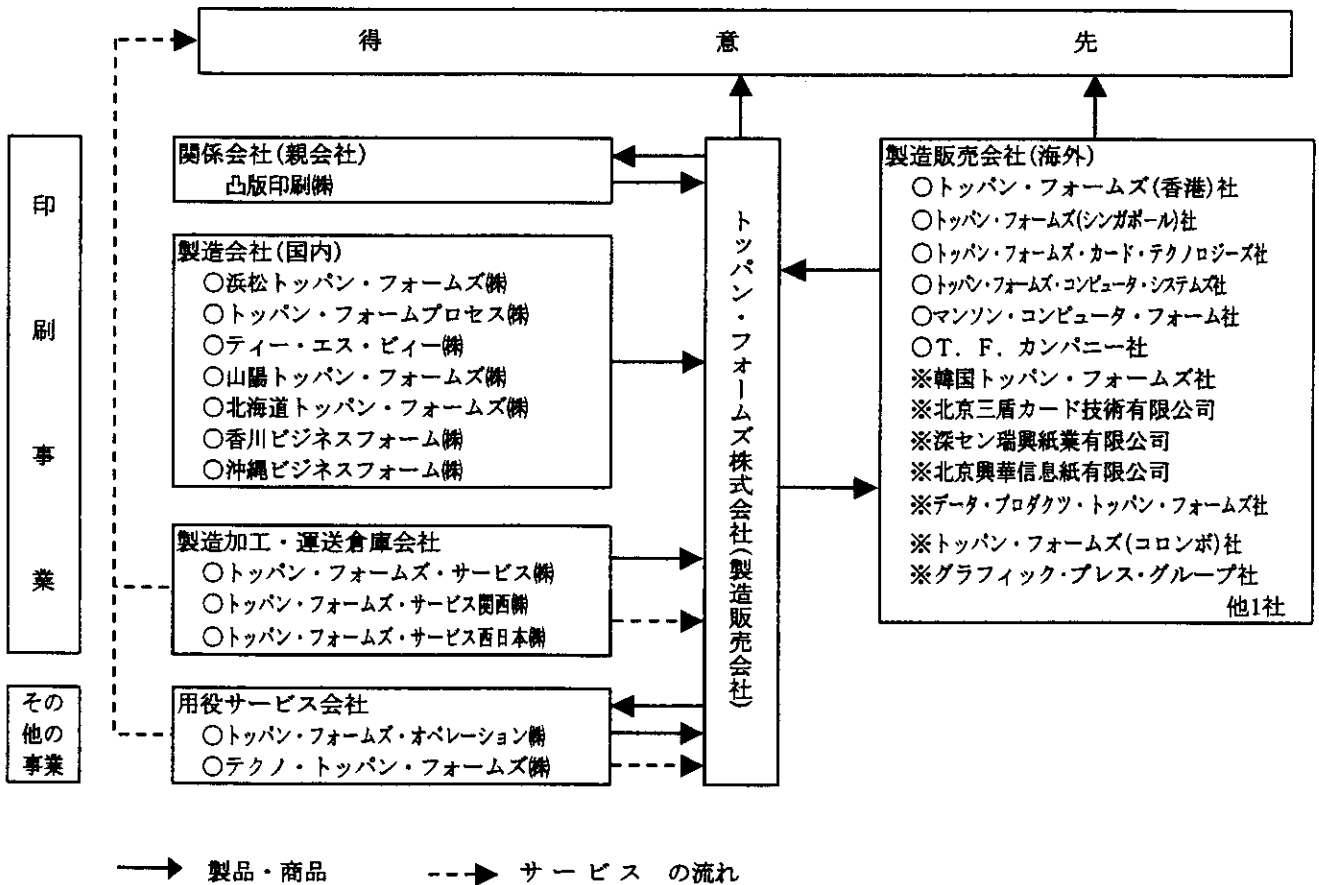 得意先
印刷事業
関係会社(親会社)
凸版印刷㈱
製造会社(国内)
○浜松トッパン・フォームズ㈱
○トッパン・フォームプロセス㈱
○ティー・エス・ビィー㈱
○山陽トッパン・フォームズ㈱
○北海道トッパン・フォームズ㈱
○香川ビジネスフォーム㈱
○沖縄ビジネスフォーム㈱
製造加工・運送倉庫会社
○トッパン・フォームズ・サービス㈱
○トッパン・フォームズ・サービス関西㈱
○トッパン・フォームズ・サービス西日本㈱
その
他の
事業
用役サービス会社
○トッパン・フォームズ・オペレーション㈱
○テクノ・トッパン・フォームズ㈱
トッパン・フォームズ株式会社(製造販売会社)
製造販売会社(海外)
○トッパン・フォームズ(香港)社
○トッパン・フォームズ(シンガポール)社
○トッパン・フォームズ・カード・テクノロジーズ社
○トッパン・フォームズ・コンピュータ・システムズ社
○マンソン・コンピュータ・フォーム社
○T. F. カンパニー社
※韓国トッパン・フォームズ社
※北京三盾カード技術有限公司
※深セン瑞興紙業有限公司
※北京興華信息紙有限公司
※データ・プロダクツ・トッパン・フォームズ社
※トッパン・フォームズ(コロンボ)社
※グラフィック・プレス・グループ社
他1社
製品・商品 サービス の流れ